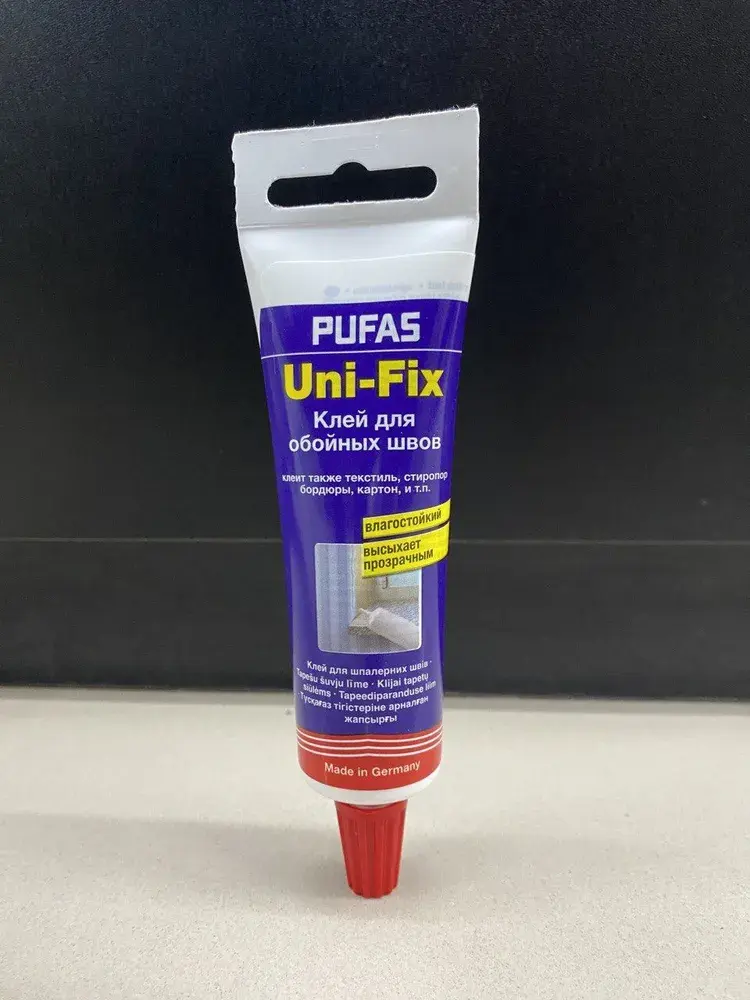 PUFAS
Uni-Fix
Клей для
обойных швов
клеит также текстиль, стиропор
бордюры, картон, и т.п.
влагостойкий
высыхает
прозрачным
Клей для шпалерних швів ·
Tapešu šuvju līme · Klijai tapetų
siūlėms · Tapeediparanduse liim
· Тұсқағаз тігістеріне арналған
жапсырғы
Made in Germany